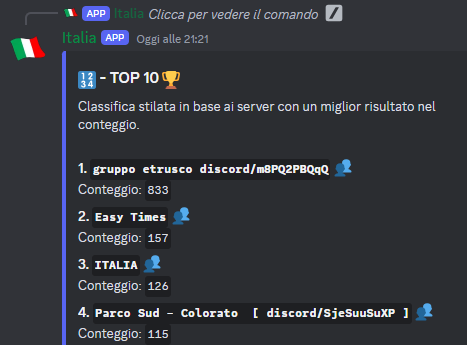 APP Italia Clicca per vedere il comando
Italia APP Oggi alle 21:21
1234 - TOP 10
Classifica stilata in base ai server con un miglior risultato nel
conteggio.
1. gruppo etrusco discord/m8PQ2PBQqQ
Conteggio: 833
2. Easy Times
Conteggio: 157
3. ITALIA
Conteggio: 126
4. Parco Sud - Colorato [ discord/SjeSuuSuXP ]
Conteggio: 115